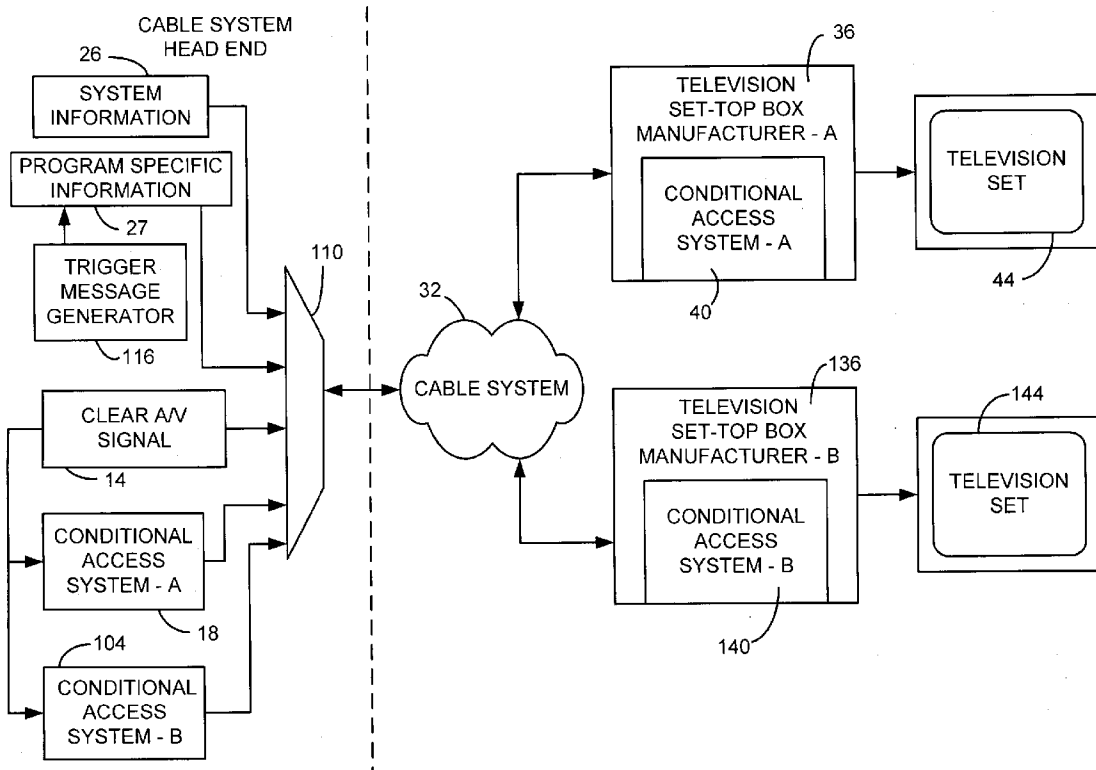 CABLE SYSTEM
HEAD END
26
SYSTEM
INFORMATION
PROGRAM SPECIFIC
INFORMATION
27
TRIGGER
MESSAGE
GENERATOR
116
110
CLEAR A/V
SIGNAL
14
CONDITIONAL
ACCESS
SYSTEM - A
18
104
CONDITIONAL
ACCESS
SYSTEM - B
32
CABLE SYSTEM
36
TELEVISION
SET-TOP BOX
MANUFACTURER - A
CONDITIONAL
ACCESS
SYSTEM - A
40
TELEVISION
SET
44
136
TELEVISION
SET-TOP BOX
MANUFACTURER - B
CONDITIONAL
ACCESS
SYSTEM - B
140
144
TELEVISION
SET